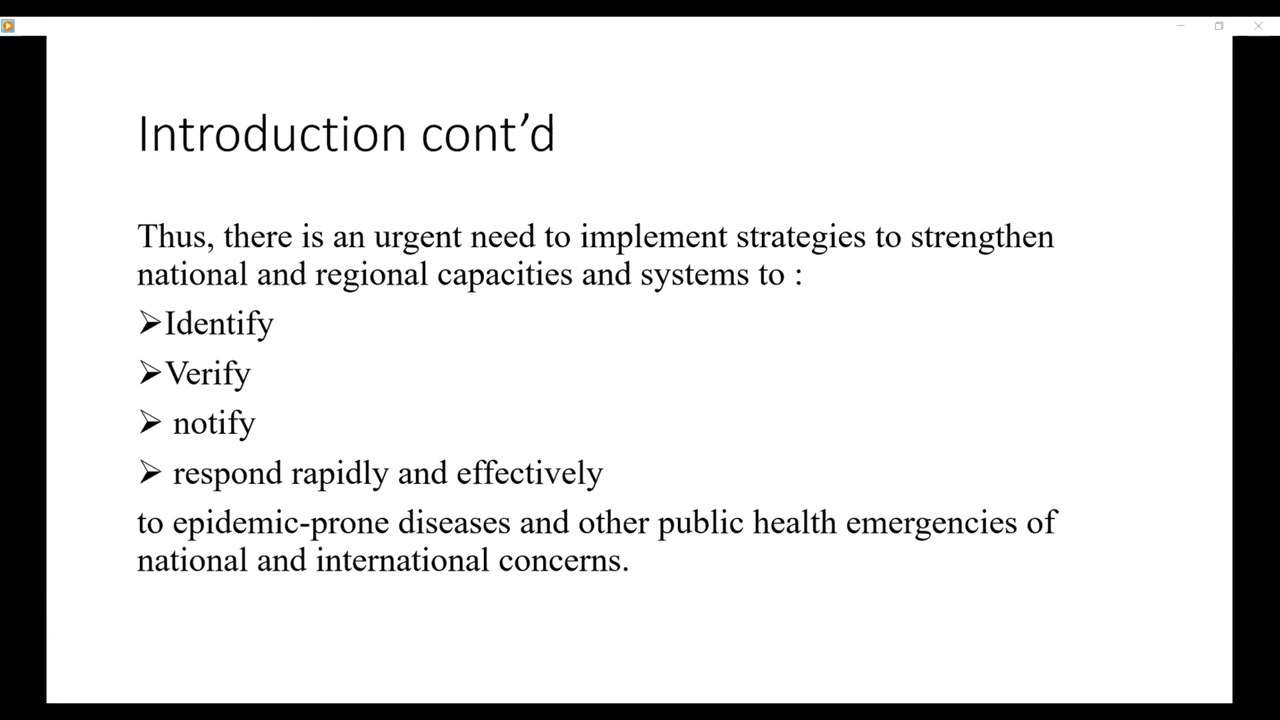 Introduction cont’d
Thus, there is an urgent need to implement strategies to strengthen
national and regional capacities and systems to :
➢Identify
➢Verify
➢ notify
➢ respond rapidly and effectively
to epidemic-prone diseases and other public health emergencies of
national and international concerns.